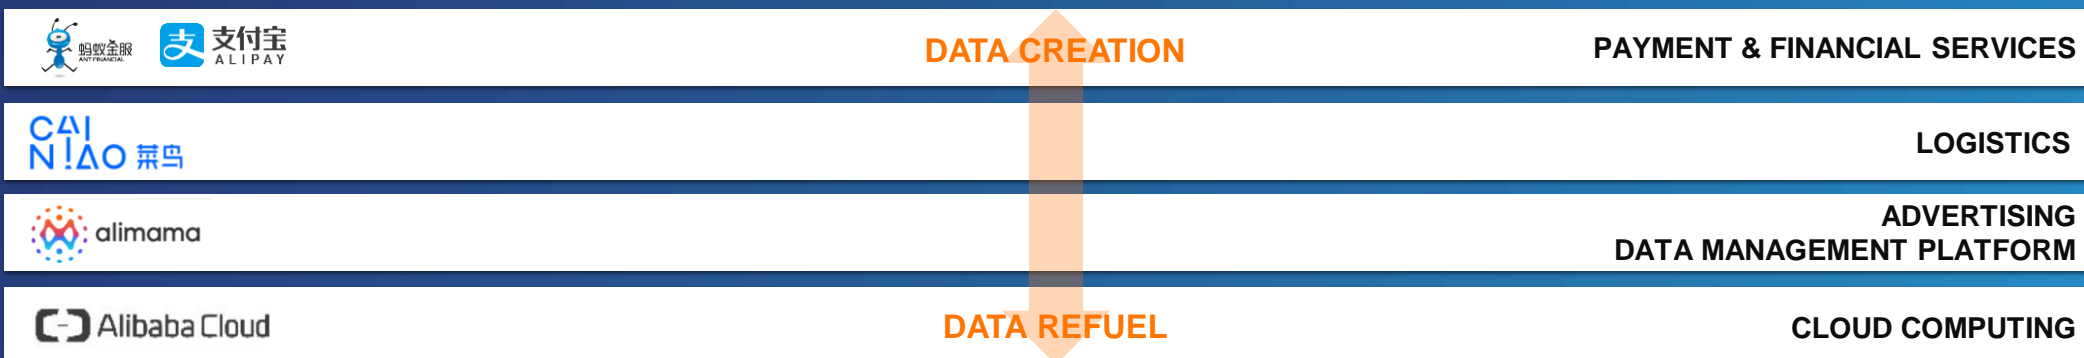 蚂蚁金服
ANT FINANCIAL
支付宝
ALIPAY
DATA CREATION
PAYMENT & FINANCIAL SERVICES
CAI
NIAO 菜鸟
LOGISTICS
alimama
ADVERTISING
DATA MANAGEMENT PLATFORM
Alibaba Cloud
DATA REFUEL
CLOUD COMPUTING